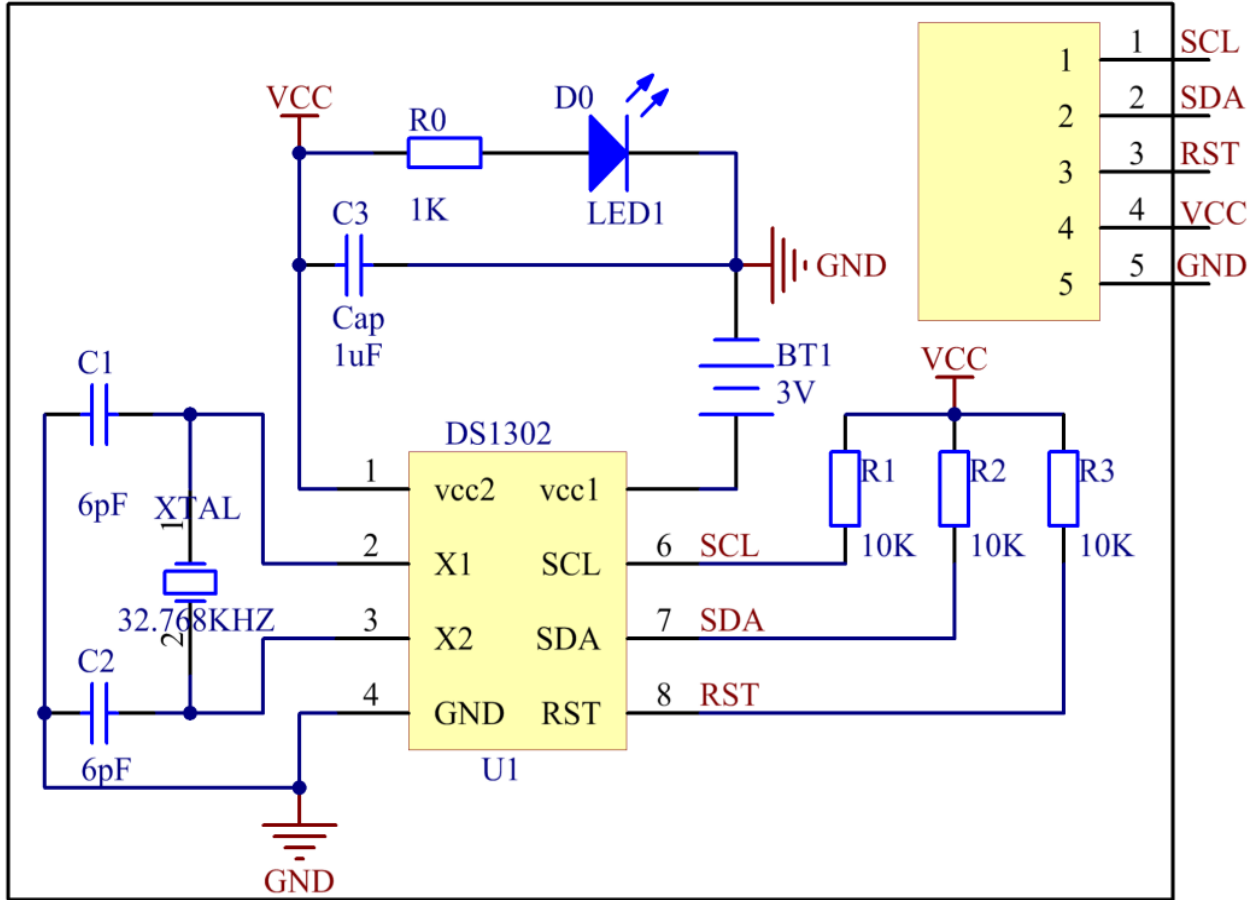 1 SCL
1
2 SDA
2
3 RST
3
4 VCC
4
5 GND
5
VCC
R0
1K
D0
LED1
C3
Cap
1uF
GND
BT1
3V
C1
6pF
XTAL
1
32.768KHZ
2
C2
6pF
DS1302
1 vcc2 vcc1
2 X1 SCL 6 SCL
3 X2 SDA 7 SDA
4 GND RST 8 RST
U1
GND
VCC
R1 R2 R3
10K 10K 10K